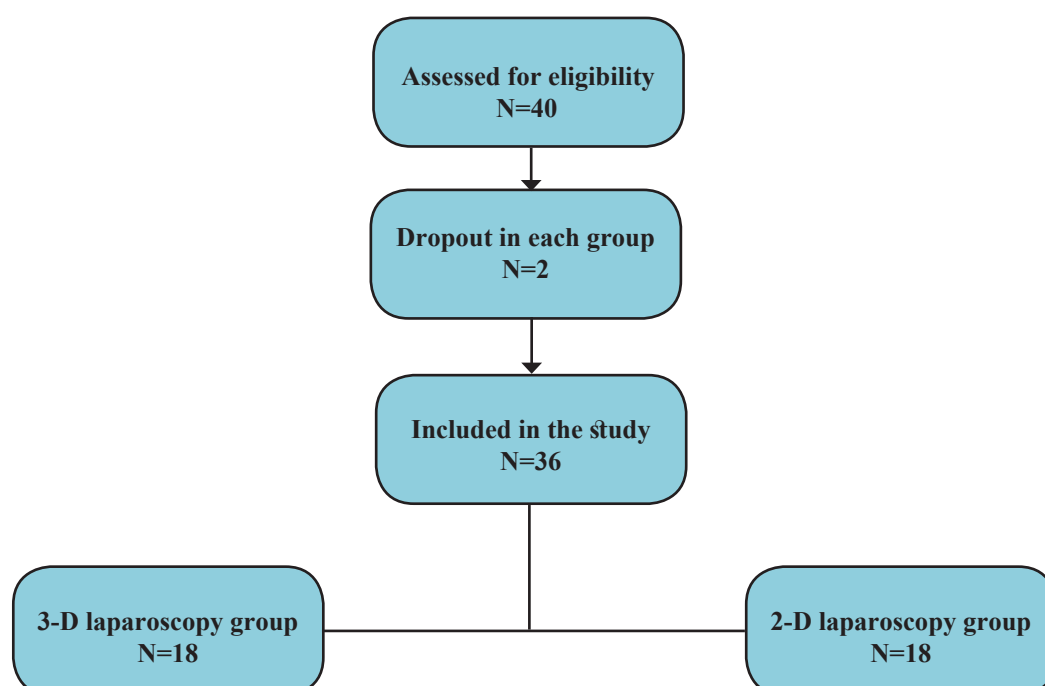 Assessed for eligibility
N=40
Dropout in each group
N=2
Included in the study
N=36
3-D laparoscopy group
N=18
2-D laparoscopy group
N=18